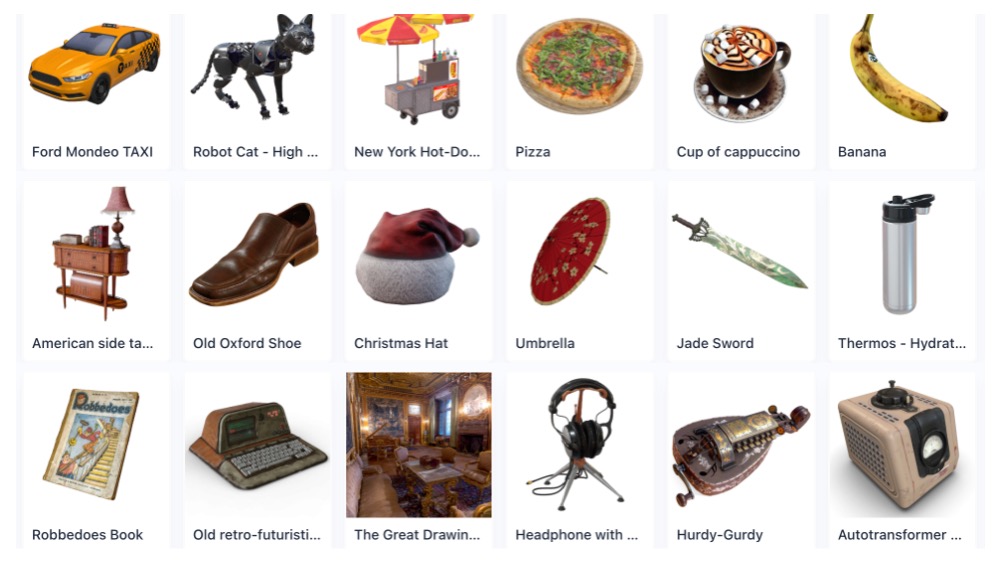 TAXI
Ford Mondeo TAXI
Robot Cat - High ...
New York Hot-Do...
Pizza
Cup of cappuccino
Banana
American side ta...
Old Oxford Shoe
Christmas Hat
Umbrella
Jade Sword
Thermos - Hydrat...
Robbedoes
Robbedoes Book
Old retro-futuristi...
The Great Drawin...
Headphone with ...
Hurdy-Gurdy
Autotransformer ...